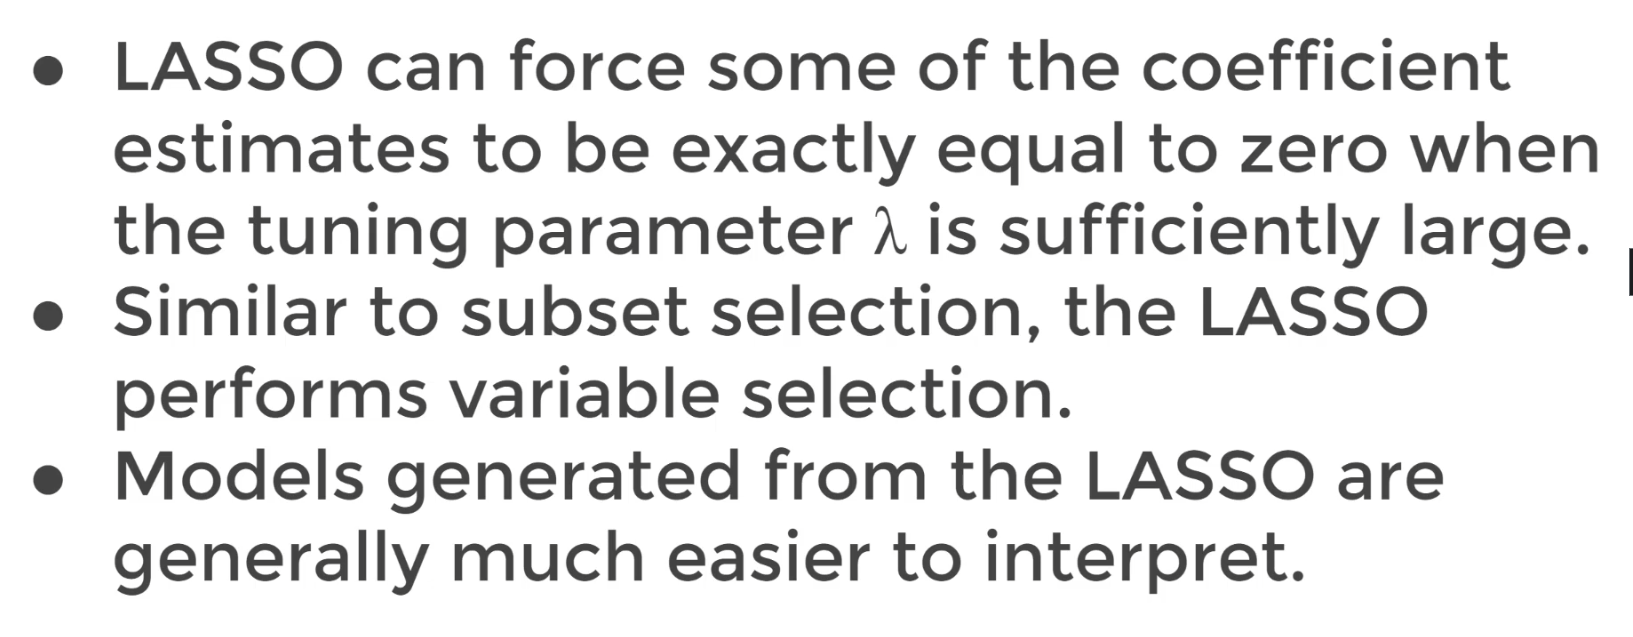 ● LASSO can force some of the coefficient
estimates to be exactly equal to zero when
the tuning parameter λ is sufficiently large.
● Similar to subset selection, the LASSO
performs variable selection.
● Models generated from the LASSO are
generally much easier to interpret.